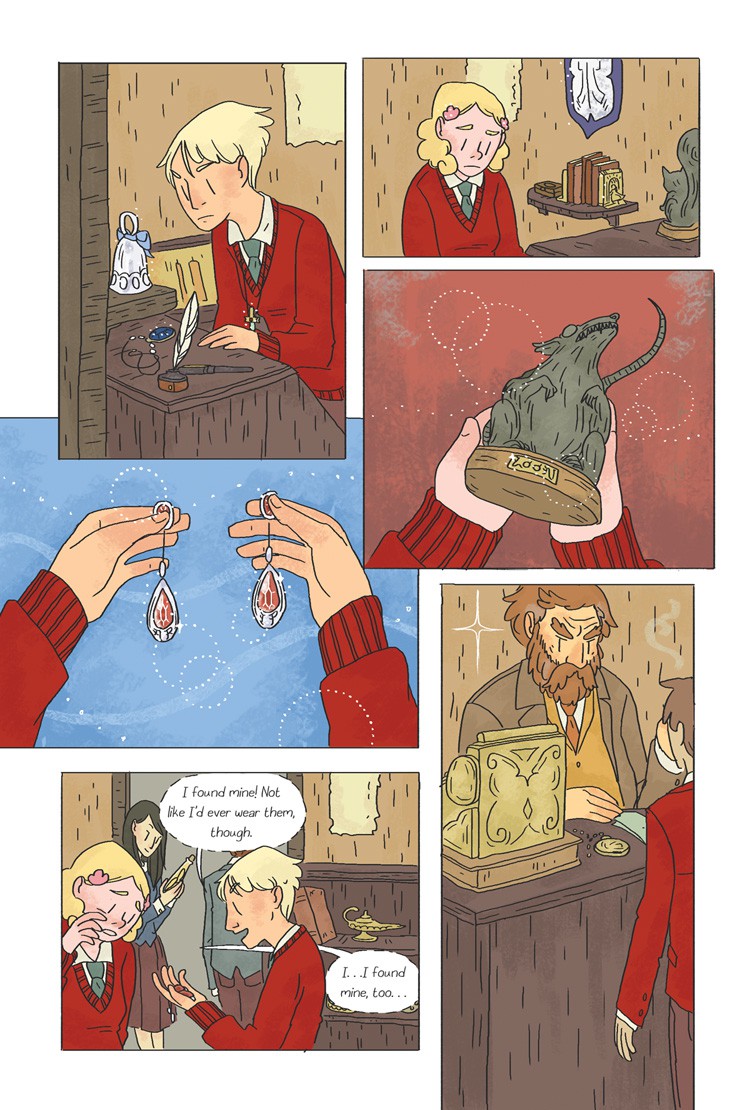 I found mine! Not
like I'd ever wear them,
though.
I. . .I found
mine, too. . .